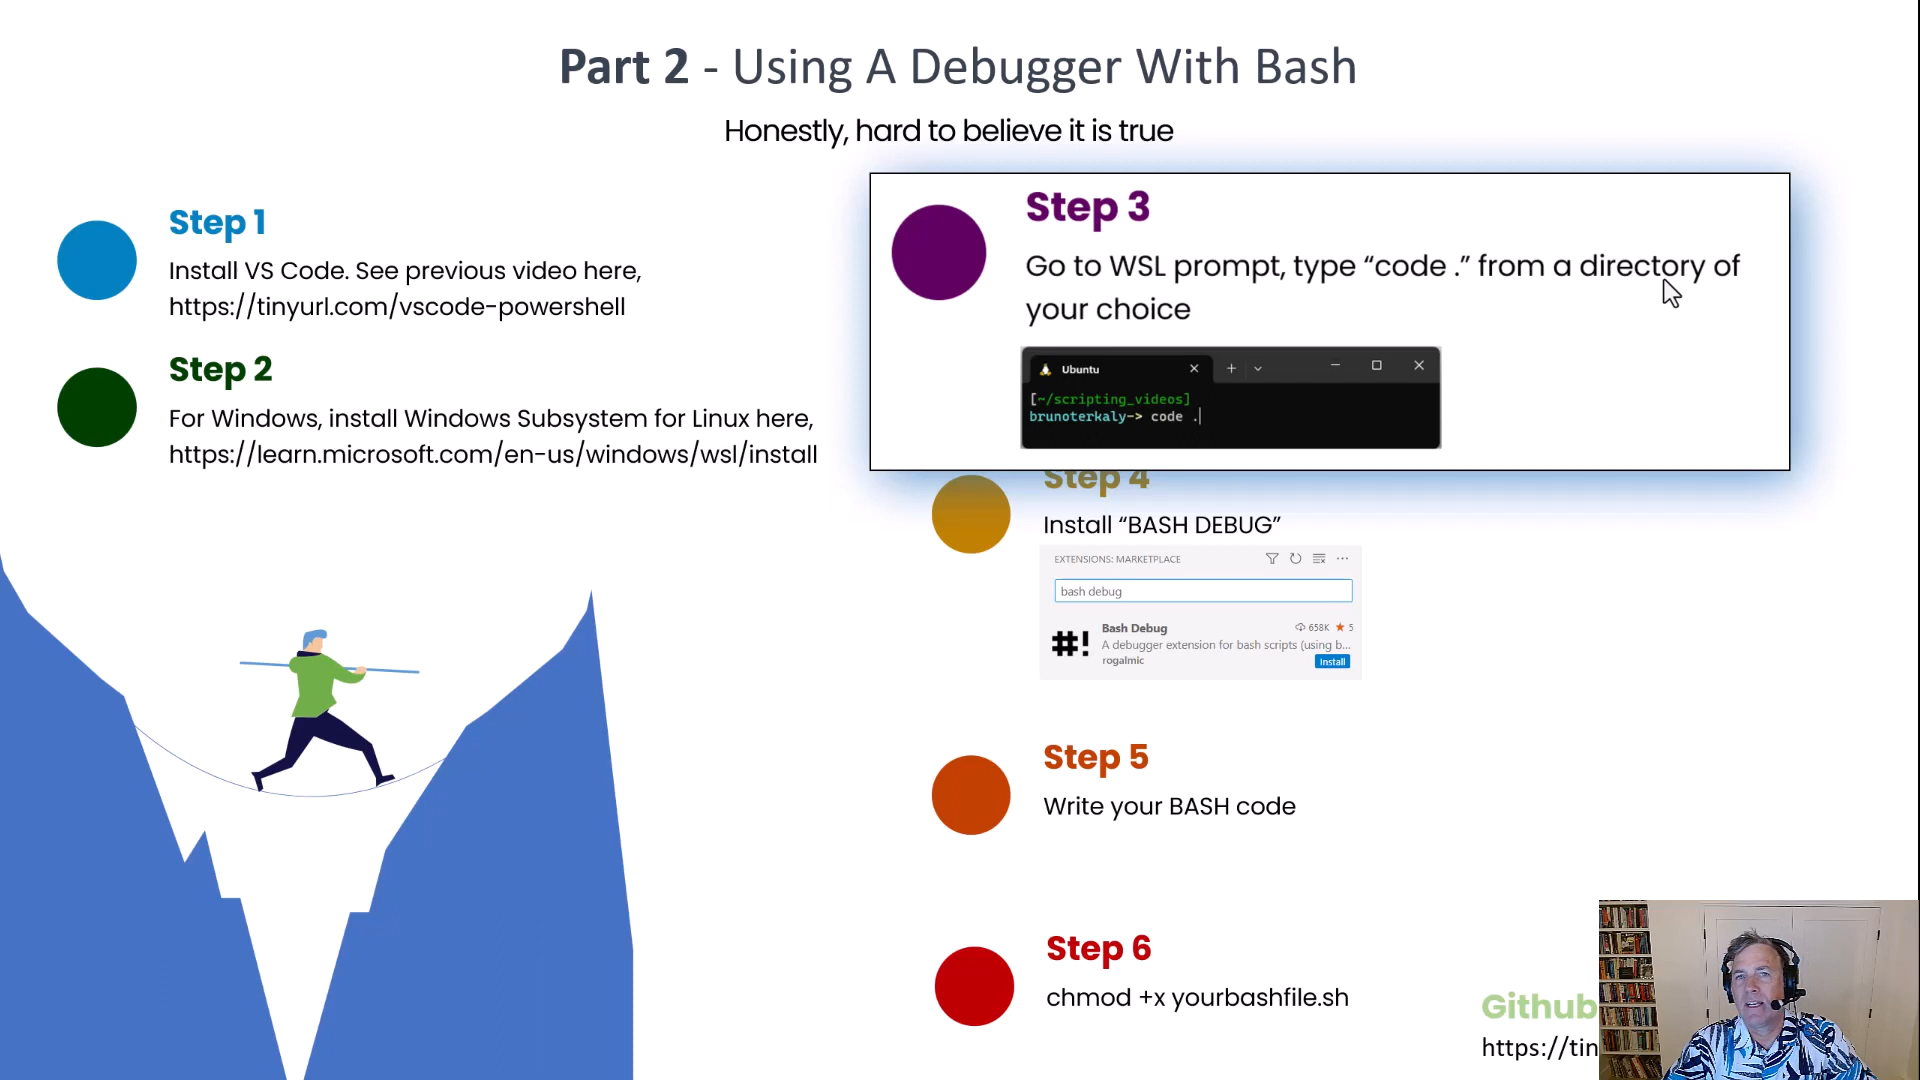 Part 2 - Using A Debugger With Bash
Honestly, hard to believe it is true
Step 1
Install VS Code. See previous video here,
https://tinyurl.com/vscode-powershell
Step 2
For Windows, install Windows Subsystem for Linux here,
https://learn.microsoft.com/en-us/windows/wsl/install
Step 3
Go to WSL prompt, type “code .” from a directory of
your choice
Ubuntu
[~/scripting_videos]
brunoterkaly-> code .
Step 4
Install “BASH DEBUG”
EXTENSIONS: MARKETPLACE
bash debug
Bash Debug 658K ★ 5
A debugger extension for bash scripts (using b...
rogalmic Install
#!
Step 5
Write your BASH code
Step 6
chmod +x yourbashfile.sh
Github
https://tin